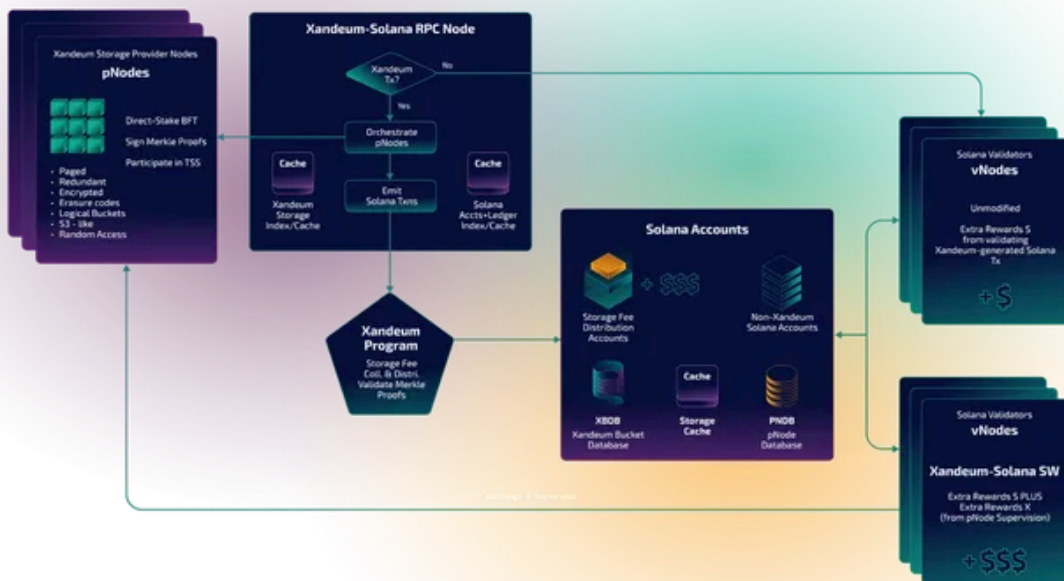 Xandeum Storage Provider Nodes
pNodes
Direct-Stake BFT
Sign Merkle Proofs
Participate in TSS
• Paged
• Redundant
• Encrypted
• Erasure codes
• Logical Buckets
• S3 - like
• Random Access
Xandeum-Solana RPC Node
Xandeum
Tx?
No
Yes
Orchestrate
pNodes
Emit
Solana Txns
Cache
Xandeum
Storage
Index/Cache
Cache
Solana
Accts+Ledger
Index/Cache
Xandeum
Program
Storage Fee
Coll. & Distri.
Validate Merkle
Proofs
Solana Accounts
+ $$$
Storage Fee
Distribution
Accounts
Non-Xandeum
Solana Accounts
XBDB
Xandeum Bucket
Database
Cache
Storage
Cache
PNDB
pNode
Database
Solana Validators
vNodes
Unmodified
Extra Rewards S
from validating
Xandeum-generated Solana
Tx
+ $
Solana Validators
vNodes
Xandeum-Solana SW
Extra Rewards S PLUS
Extra Rewards X
(from pNode Supervision)
+ $$$